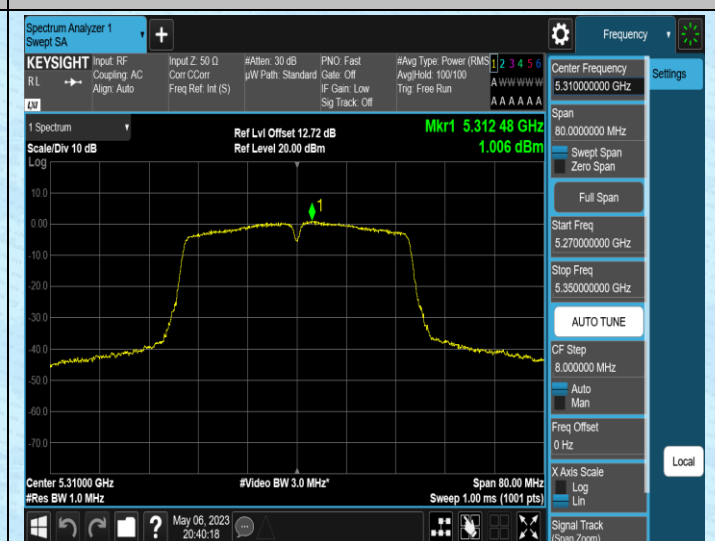 Spectrum Analyzer 1
Swept SA
Frequency
KEYSIGHT
R L
LXI
Input: RF
Coupling: AC
Align: Auto
Input Z: 50 Ω
Corr CCorr
Freq Ref: Int (S)
#Atten: 30 dB
µW Path: Standard
PNO: Fast
Gate: Off
IF Gain: Low
Sig Track: Off
#Avg Type: Power (RMS
Avg|Hold: 100/100
Trig: Free Run
1 2 3 4 5 6
A W W W W W
A A A A A A
1 Spectrum
Scale/Div 10 dB
Ref Lvl Offset 12.72 dB
Ref Level 20.00 dBm
Mkr1 5.312 48 GHz
1.006 dBm
Log
1
10.0
0.00
-10.0
-20.0
-30.0
-40.0
-50.0
-60.0
-70.0
Center 5.31000 GHz
#Res BW 1.0 MHz
#Video BW 3.0 MHz*
Span 80.00 MHz
Sweep 1.00 ms (1001 pts)
?
May 06, 2023
20:40:18
Center Frequency
5.310000000 GHz
Span
80.0000000 MHz
Swept Span
Zero Span
Full Span
Start Freq
5.270000000 GHz
Stop Freq
5.350000000 GHz
AUTO TUNE
CF Step
8.000000 MHz
Auto
Man
Freq Offset
0 Hz
X Axis Scale
Log
Lin
Signal Track
(Span Zoom)
Settings
Local